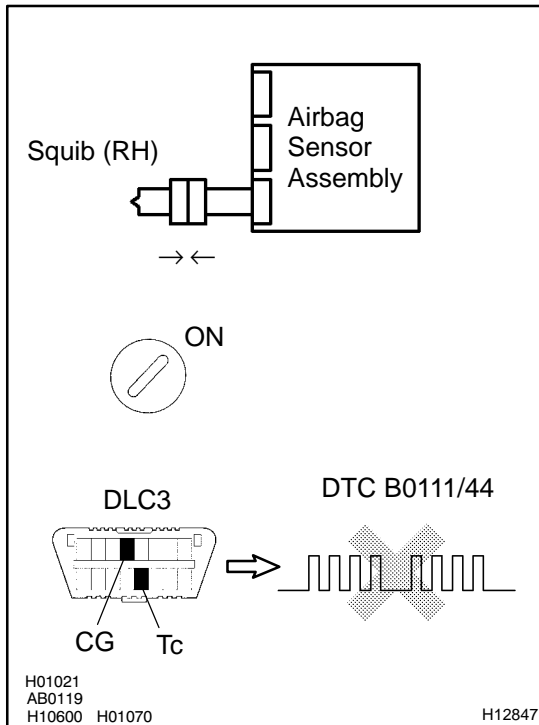 Airbag
Sensor
Assembly
Squib (RH)
ON
DLC3
DTC B0111/44
CG
Tc
H01021
AB0119
H10600 H01070
H12847